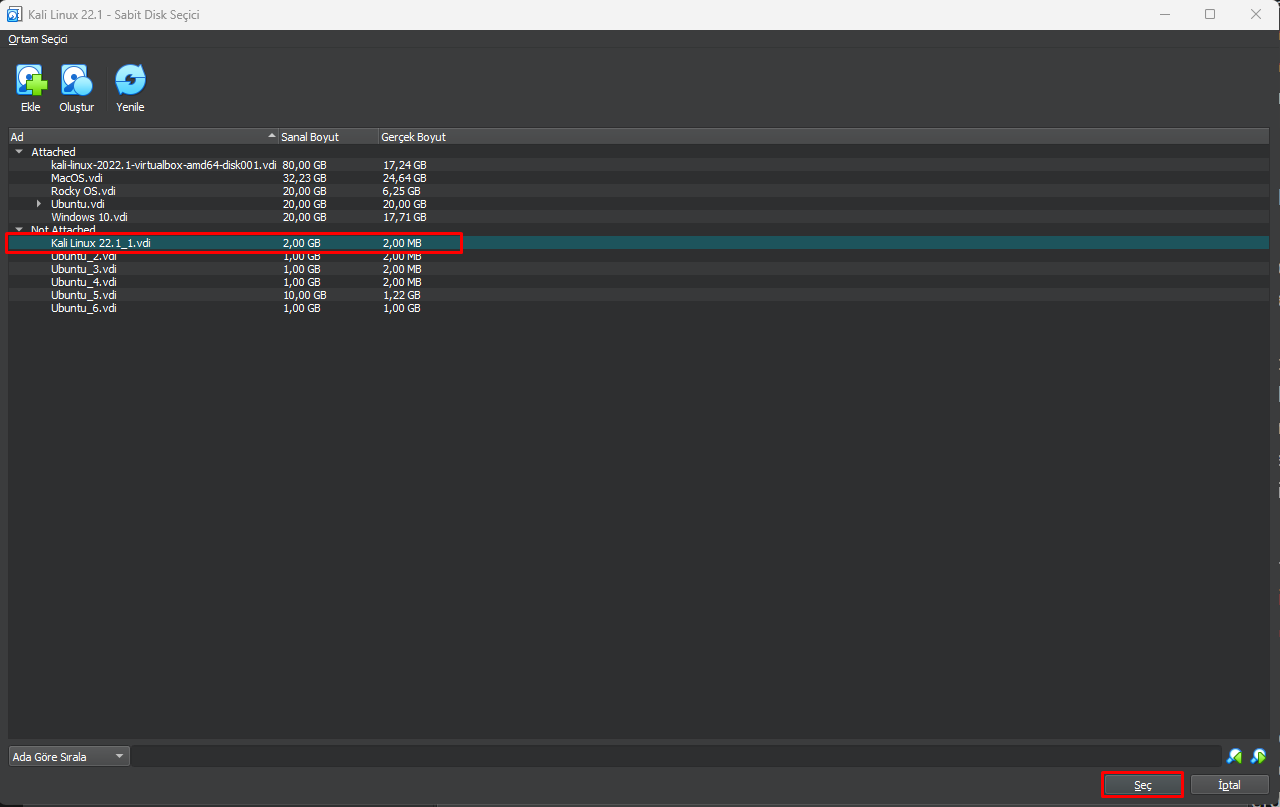 Kali Linux 22.1 - Sabit Disk Seçici
Ortam Seçici
Ekle Oluştur Yenile
Ad Sanal Boyut Gerçek Boyut
Attached
kali-linux-2022.1-virtualbox-amd64-disk001.vdi 80,00 GB 17,24 GB
MacOS.vdi 32,23 GB 24,64 GB
Rocky OS.vdi 20,00 GB 6,25 GB
Ubuntu.vdi 20,00 GB 20,00 GB
Windows 10.vdi 20,00 GB 17,71 GB
Not Attached
Kali Linux 22.1_1.vdi 2,00 GB 2,00 MB
Ubuntu_2.vdi 1,00 GB 2,00 MB
Ubuntu_3.vdi 1,00 GB 2,00 MB
Ubuntu_4.vdi 1,00 GB 2,00 MB
Ubuntu_5.vdi 10,00 GB 1,22 GB
Ubuntu_6.vdi 1,00 GB 1,00 GB
Ada Göre Sırala
Seç İptal